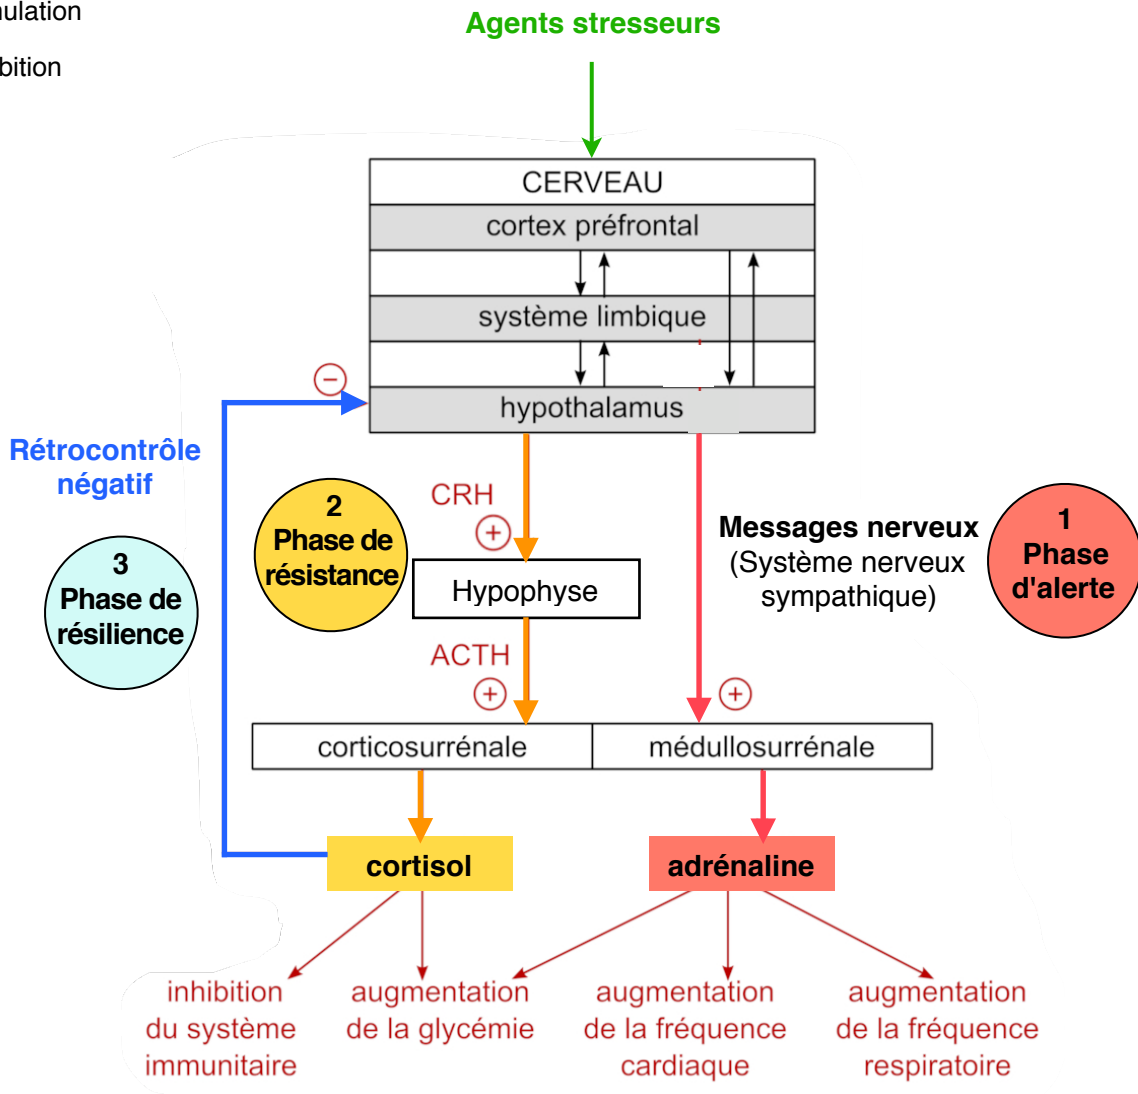 mulation
bition
Agents stresseurs
CERVEAU
cortex préfrontal
système limbique
−
hypothalamus
Rétrocontrôle
négatif
2
Phase de
résistance
CRH
+
Messages nerveux
(Système nerveux
sympathique)
1
Phase
d'alerte
3
Phase de
résilience
Hypophyse
ACTH
+
+
corticosurrénale
médullosurrénale
cortisol
adrénaline
inhibition
du système
immunitaire
augmentation
de la glycémie
augmentation
de la fréquence
cardiaque
augmentation
de la fréquence
respiratoire